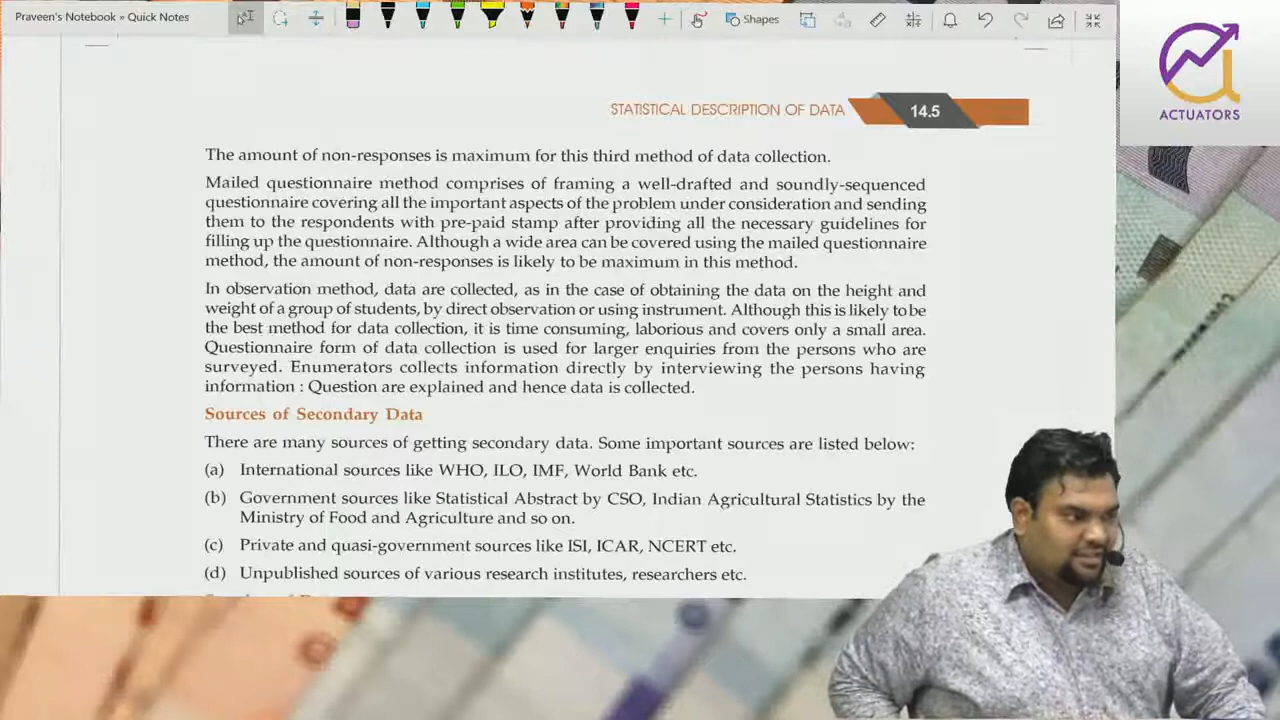 Praveen's Notebook » Quick Notes
Shapes
ACTUATORS
STATISTICAL DESCRIPTION OF DATA 14.5
The amount of non-responses is maximum for this third method of data collection.
Mailed questionnaire method comprises of framing a well-drafted and soundly-sequenced
questionnaire covering all the important aspects of the problem under consideration and sending
them to the respondents with pre-paid stamp after providing all the necessary guidelines for
filling up the questionnaire. Although a wide area can be covered using the mailed questionnaire
method, the amount of non-responses is likely to be maximum in this method.
In observation method, data are collected, as in the case of obtaining the data on the height and
weight of a group of students, by direct observation or using instrument. Although this is likely to be
the best method for data collection, it is time consuming, laborious and covers only a small area.
Questionnaire form of data collection is used for larger enquiries from the persons who are
surveyed. Enumerators collects information directly by interviewing the persons having
information : Question are explained and hence data is collected.
Sources of Secondary Data
There are many sources of getting secondary data. Some important sources are listed below:
(a) International sources like WHO, ILO, IMF, World Bank etc.
(b) Government sources like Statistical Abstract by CSO, Indian Agricultural Statistics by the
Ministry of Food and Agriculture and so on.
(c) Private and quasi-government sources like ISI, ICAR, NCERT etc.
(d) Unpublished sources of various research institutes, researchers etc.